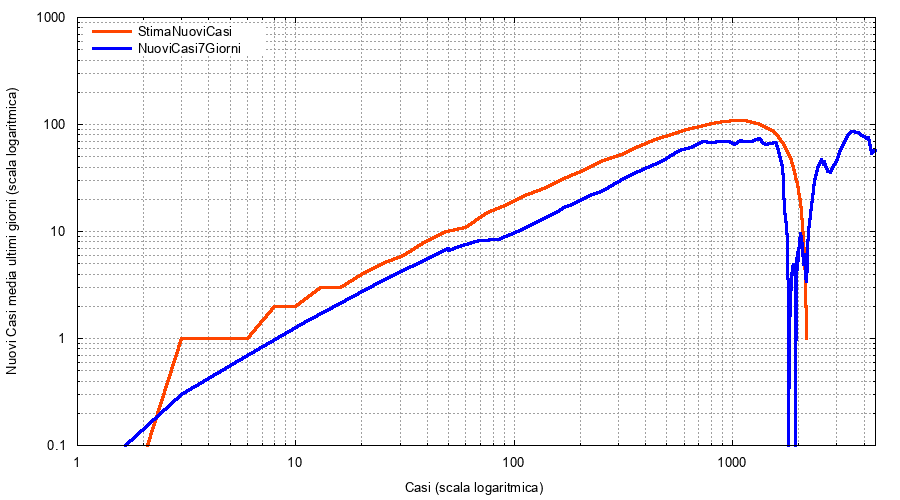 1000
100
10
1
0.1
StimaNuoviCasi
NuoviCasi7Giorni
Nuovi Casi media ultimi giorni (scala logaritmica)
1 10 100 1000
Casi (scala logaritmica)